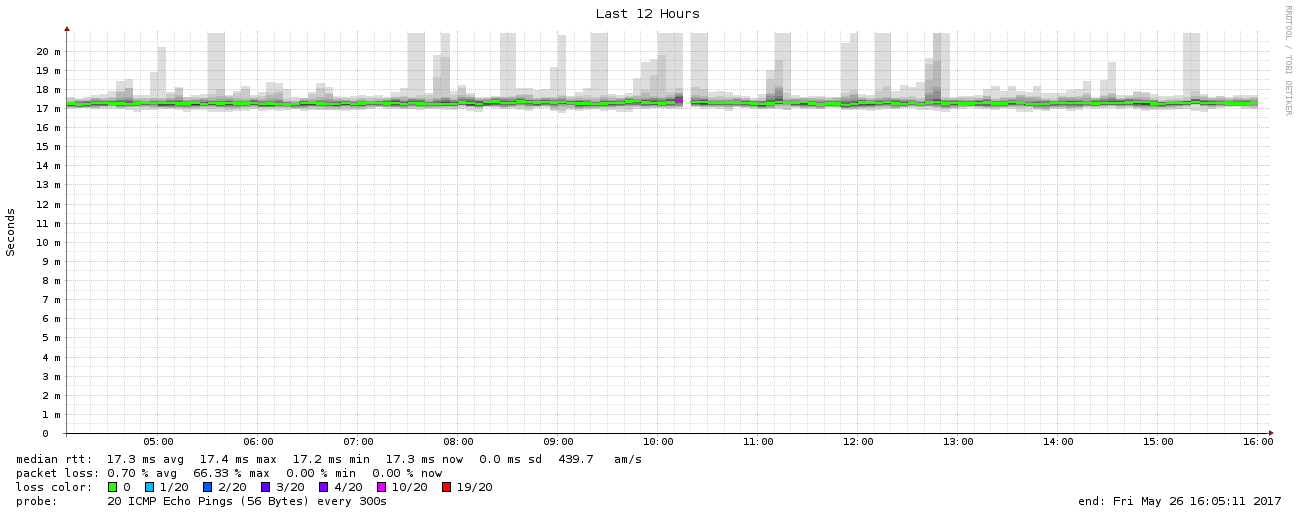 Last 12 Hours
RRDTOOL / TOBI OETIKER
Seconds
20 m
19 m
18 m
17 m
16 m
15 m
14 m
13 m
12 m
11 m
10 m
9 m
8 m
7 m
6 m
5 m
4 m
3 m
2 m
1 m
0
05:00 06:00 07:00 08:00 09:00 10:00 11:00 12:00 13:00 14:00 15:00 16:00
median rtt: 17.3 ms avg 17.4 ms max 17.2 ms min 17.3 ms now 0.0 ms sd 439.7 am/s
packet loss: 0.70 % avg 66.33 % max 0.00 % min 0.00 % now
loss color: 0 1/20 2/20 3/20 4/20 10/20 19/20
probe: 20 ICMP Echo Pings (56 Bytes) every 300s end: Fri May 26 16:05:11 2017